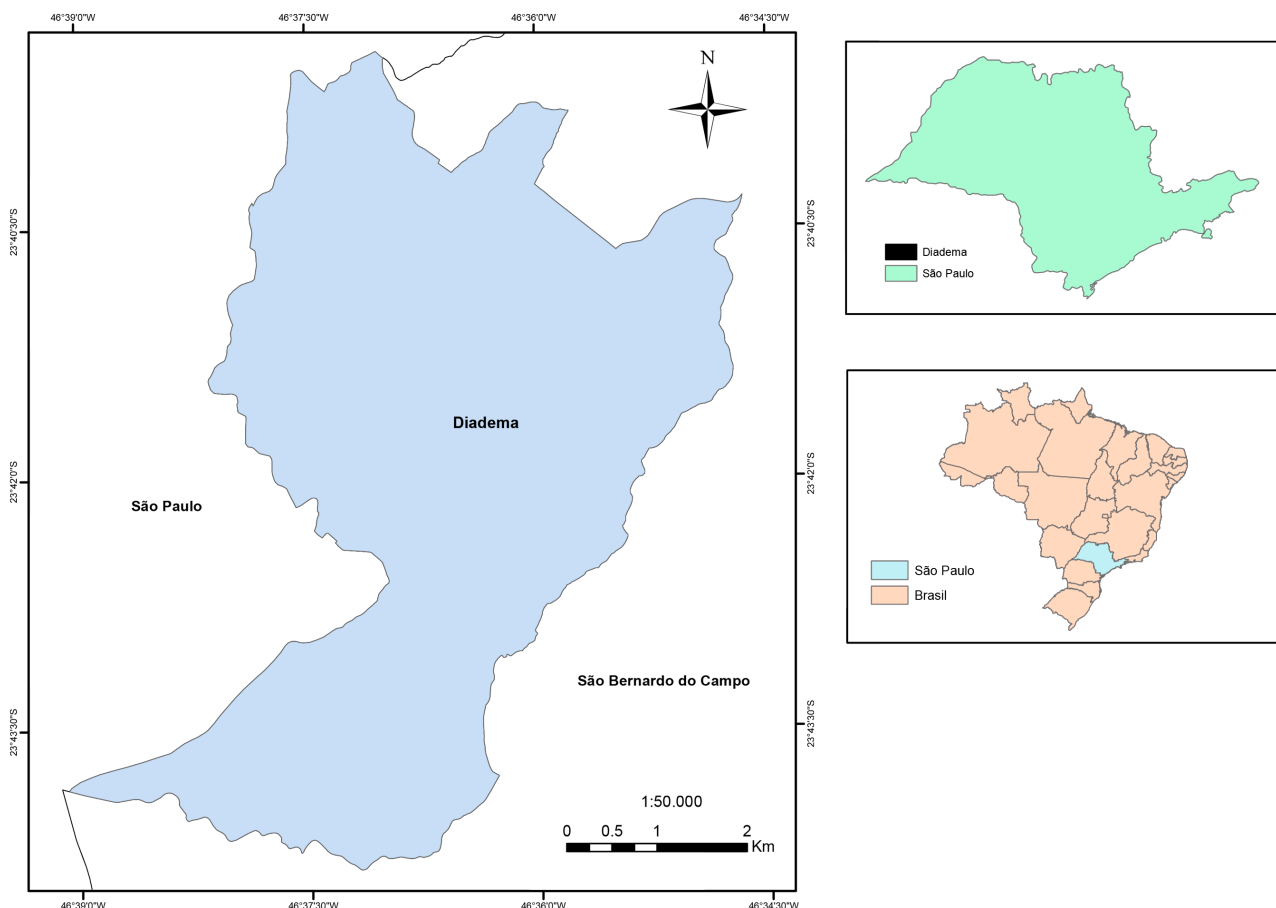 46°39'0"W
46°37'30"W
46°36'0"W
46°34'30"W
N
23°40'30"S
23°40'30"S
Diadema
23°42'0"S
23°42'0"S
São Paulo
São Bernardo do Campo
23°43'30"S
23°43'30"S
1:50.000
0 0.5 1 2
Km
46°39'0"W
46°37'30"W
46°36'0"W
46°34'30"W
Diadema
São Paulo
São Paulo
Brasil